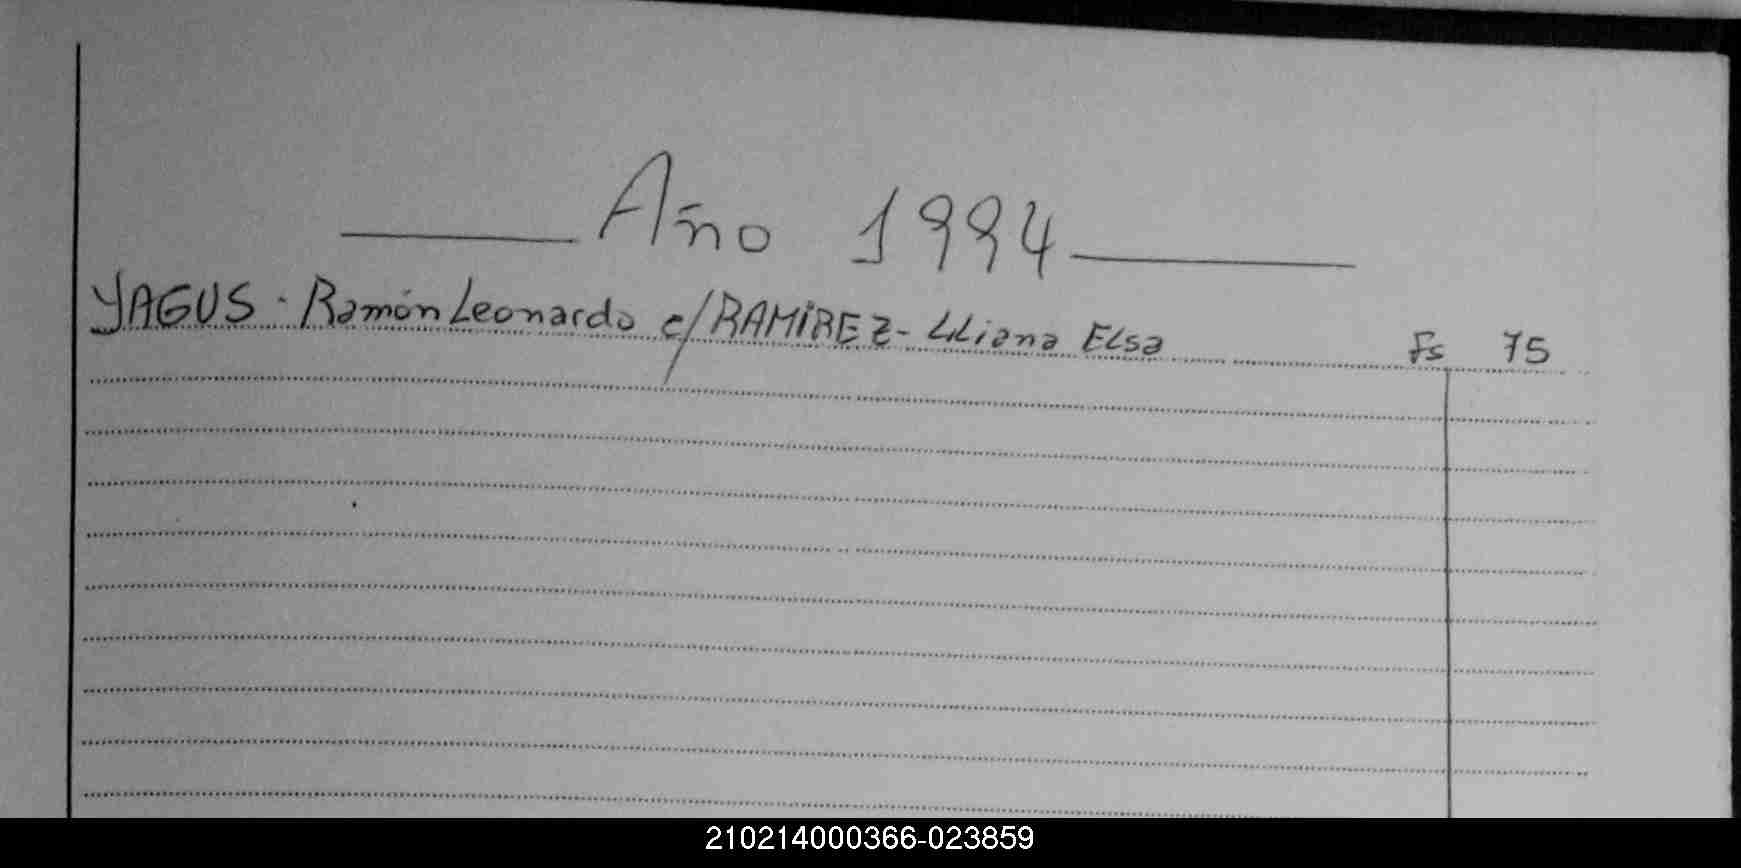 Año 1994
YAGUS - Ramón Leonardo c/ RAMIREZ - Liliana Elsa Fs 75
210214000366-023859